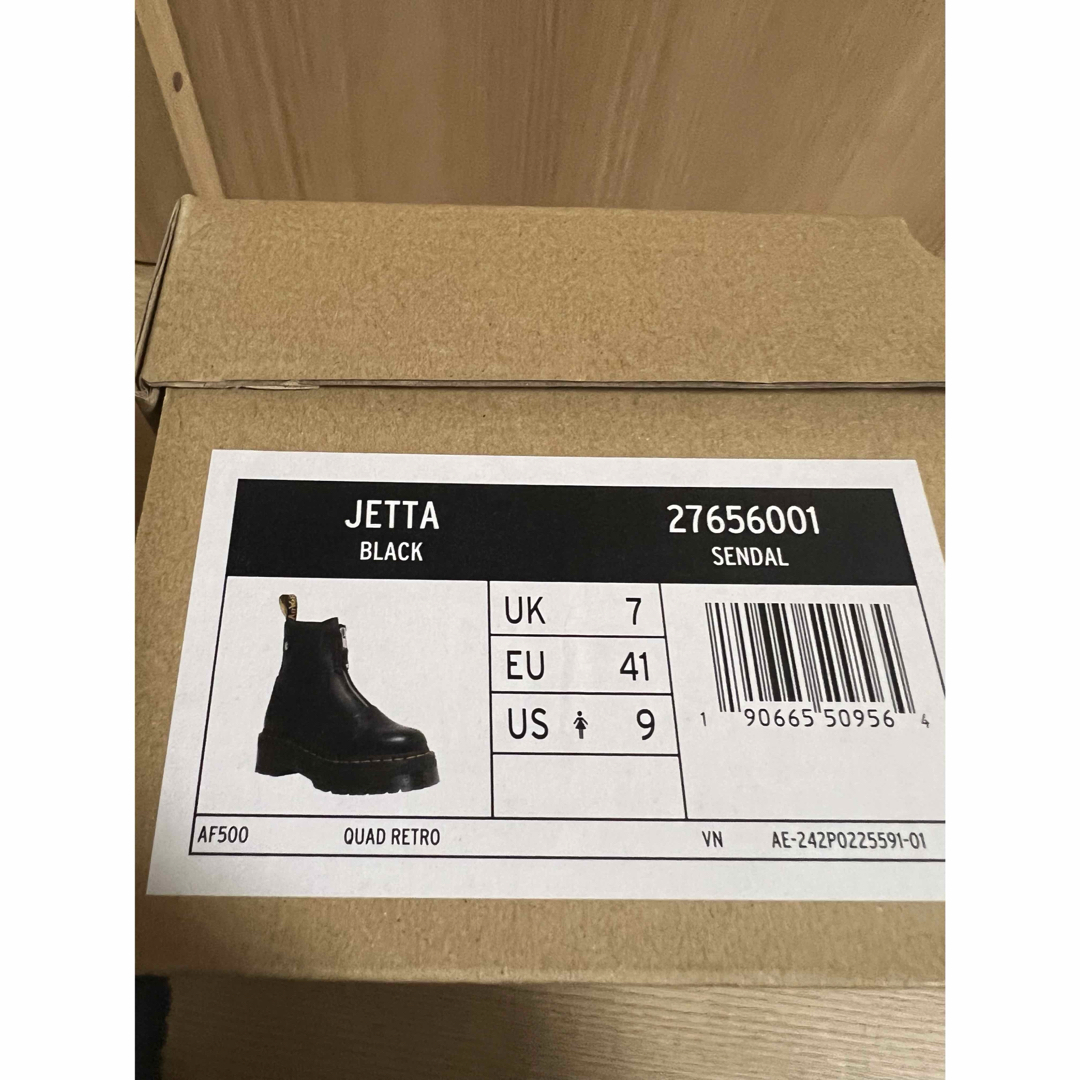 JETTA
BLACK
27656001
SENDAL
UK 7
EU 41
US 9
1 90665 50956 4
AF500 QUAD RETRO VN AE-242P0225591-01